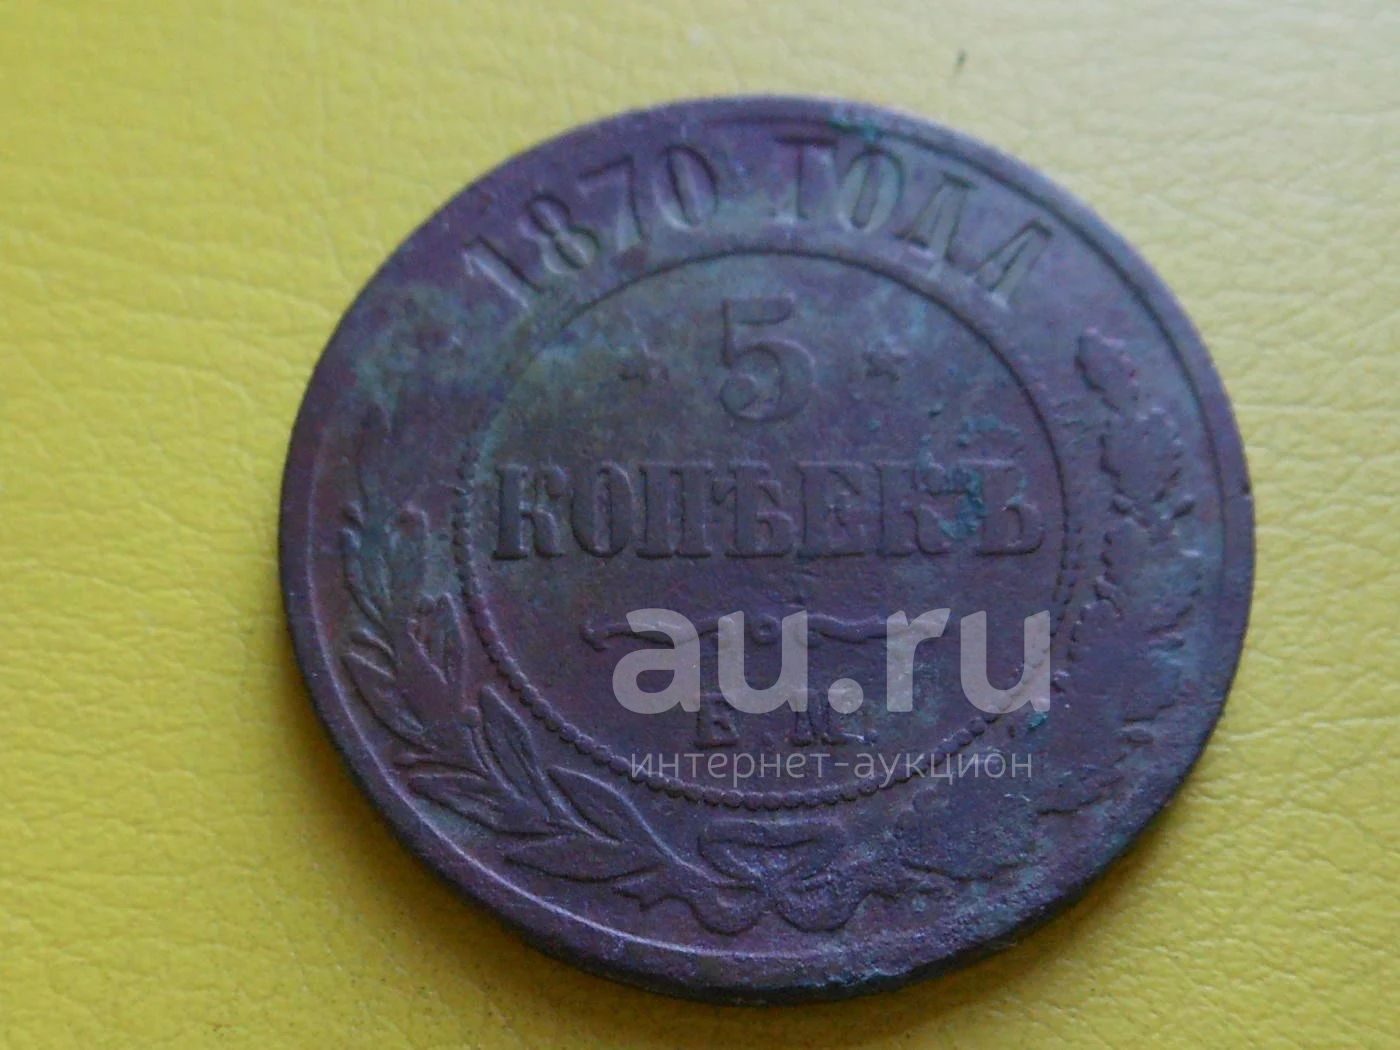 1870 ГОДА
5
КОПѢЕКЪ
Е.М.
au.ru
интернет-аукцион